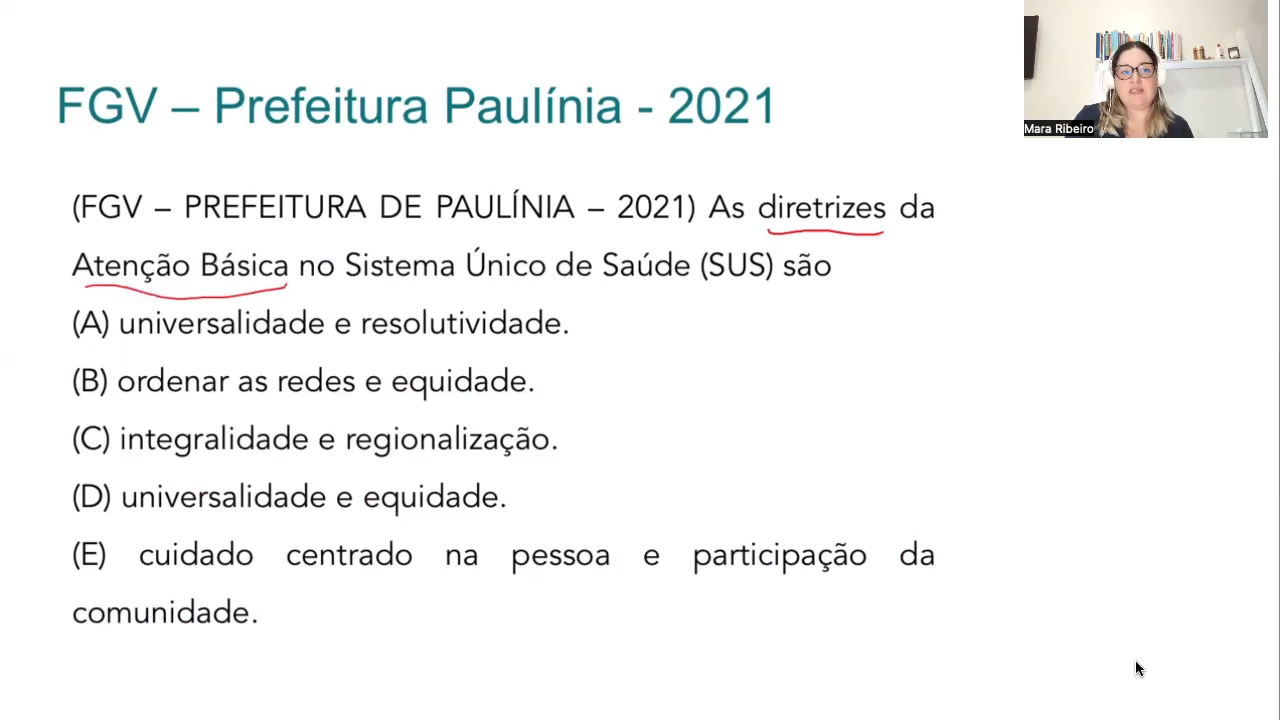 FGV – Prefeitura Paulínia - 2021
Mara Ribeiro
(FGV – PREFEITURA DE PAULÍNIA – 2021) As diretrizes da
Atenção Básica no Sistema Único de Saúde (SUS) são
(A) universalidade e resolutividade.
(B) ordenar as redes e equidade.
(C) integralidade e regionalização.
(D) universalidade e equidade.
(E) cuidado centrado na pessoa e participação da
comunidade.